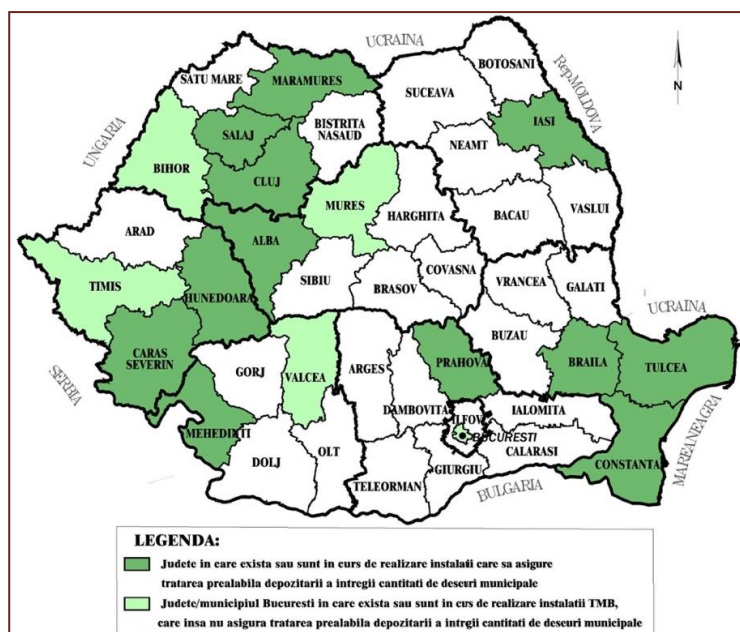 UCRAINA
BOTOSANI
SATU MARE
MARAMURES
SUCEAVA
Rep.MOLDOVA
N
UNGARIA
BISTRITA
NASAUD
SALAJ
IASI
NEAMT
BIHOR
CLUJ
MURES
HARGHITA
BACAU
VASLUI
ARAD
ALBA
COVASNA
TIMIS
HUNEDOARA
SIBIU
BRASOV
VRANCEA
GALATI
UCRAINA
CARAS
SEVERIN
GORJ
VALCEA
ARGES
PRAHOVA
BUZAU
BRAILA
TULCEA
SERBIA
DAMBOVITA
ILFOV
IALOMITA
MEHEDINTI
BUCURESTI
MAREANEAGRA
DOLJ
OLT
CALARASI
GIURGIU
CONSTANTA
TELEORMAN
BULGARIA
LEGENDA:
Judete in care exista sau sunt in curs de realizare instalatii care sa asigure
tratarea prealabila depozitarii a intregii cantitati de deseuri municipale
Judete/municipiul Bucuresti in care exista sau sunt in curs de realizare instalatii TMB,
care insa nu asigura tratarea prealabila depozitarii a intrgii cantitati de deseuri municipale